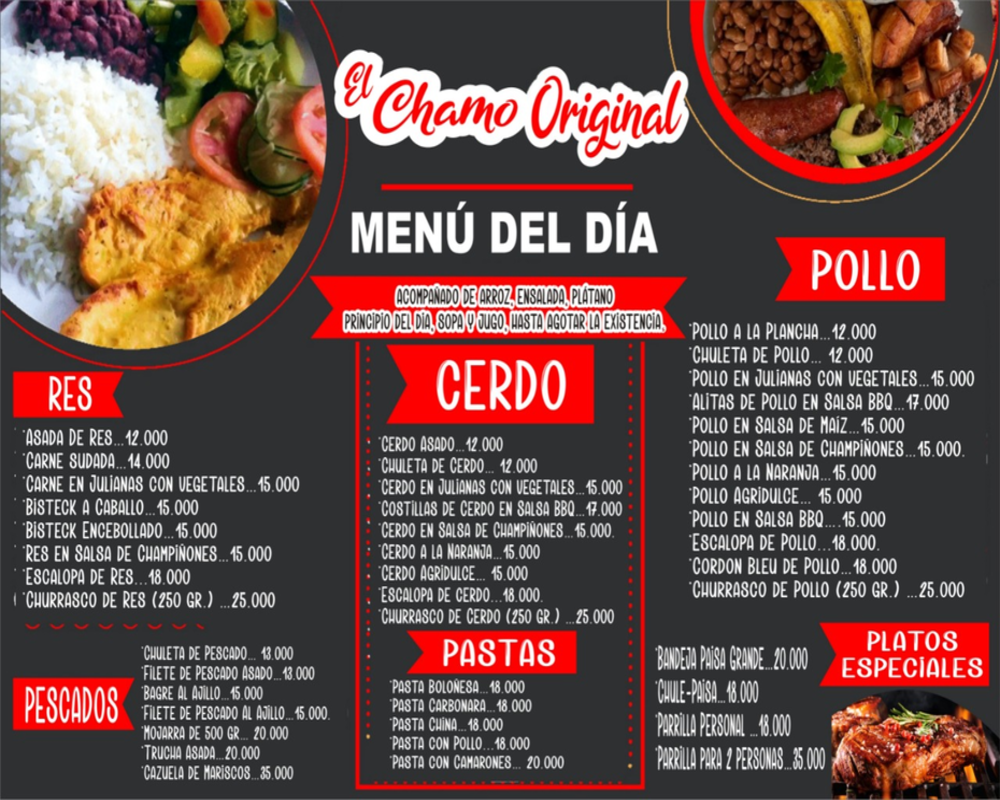 El Chamo Original
MENÚ DEL DÍA
ACOMPAÑADO DE ARROZ, ENSALADA, PLÁTANO
PRINCIPIO DEL DÍA, SOPA Y JUGO, HASTA AGOTAR LA EXISTENCIA.
RES
*ASADA DE RES...12.000
*CARNE SUDADA...14.000
*CARNE EN JULIANAS CON VEGETALES...15.000
*BISTECK A CABALLO...15.000
*BISTECK ENCEBOLLADO...15.000
*RES EN SALSA DE CHAMPIÑONES...15.000
*ESCALOPA DE RES...18.000
*CHURRASCO DE RES (250 GR.) ...25.000
PESCADOS
*CHULETA DE PESCADO... 13.000
*FILETE DE PESCADO ASADO...13.000
*BAGRE AL AJILLO...15.000
*FILETE DE PESCADO AL AJILLO...15.000.
*MOJARRA DE 500 GR... 20.000
*TRUCHA ASADA...20.000
*CAZUELA DE MARISCOS...35.000
CERDO
*CERDO ASADO...12.000
*CHULETA DE CERDO... 12.000
*CERDO EN JULIANAS CON VEGETALES...15.000
*COSTILLAS DE CERDO EN SALSA BBQ...17.000
*CERDO EN SALSA DE CHAMPIÑONES...15.000.
*CERDO A LA NARANJA...15.000
*CERDO AGRIDULCE... 15.000
*ESCALOPA DE CERDO...18.000.
*CHURRASCO DE CERDO (250 GR.) ...25.000
PASTAS
*PASTA BOLOÑESA...18.000
*PASTA CARBONARA...18.000
*PASTA CHINA...18.000
*PASTA CON POLLO...18.000
*PASTA CON CAMARONES... 20.000
POLLO
*POLLO A LA PLANCHA...12.000
*CHULETA DE POLLO... 12.000
*POLLO EN JULIANAS CON VEGETALES...15.000
*ALITAS DE POLLO EN SALSA BBQ...17.000
*POLLO EN SALSA DE MAÍZ...15.000
*POLLO EN SALSA DE CHAMPIÑONES...15.000.
*POLLO A LA NARANJA...15.000
*POLLO AGRIDULCE... 15.000
*POLLO EN SALSA BBQ....15.000
*ESCALOPA DE POLLO...18.000.
*CORDON BLEU DE POLLO...18.000
*CHURRASCO DE POLLO (250 GR.) ...25.000
PLATOS
ESPECIALES
*BANDEJA PAISA GRANDE...20.000
*CHULE-PAISA...18.000
*PARRILLA PERSONAL ...18.000
*PARRILLA PARA 2 PERSONAS...35.000